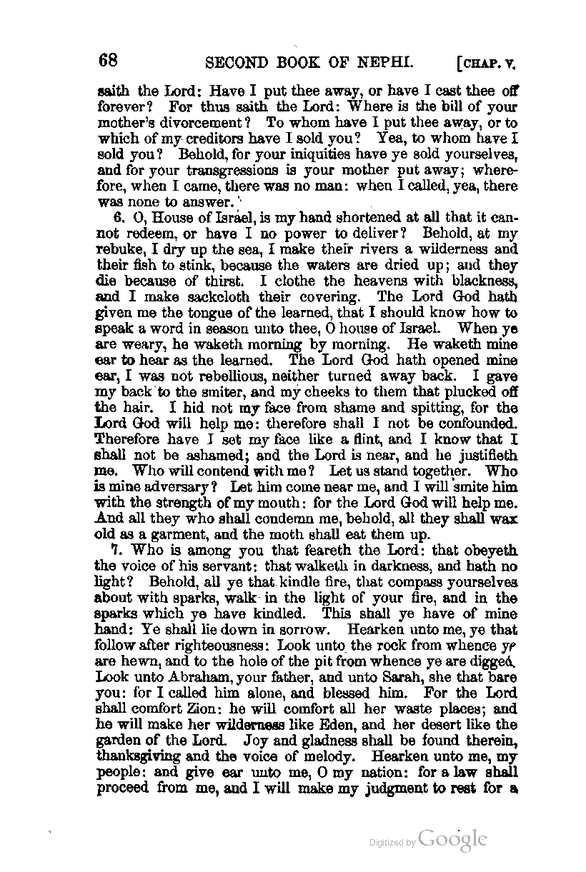 68 SECOND BOOK OF NEPHI. [CHAP. V.
saith the Lord: Have I put thee away, or have I cast thee off
forever? For thus saith the Lord: Where is the bill of your
mother's divorcement? To whom have I put thee away, or to
which of my creditors have I sold you? Yea, to whom have I
sold you? Behold, for your iniquities have ye sold yourselves,
and for your transgressions is your mother put away; where-
fore, when I came, there was no man: when I called, yea, there
was none to answer.
6. O, House of Israel, is my hand shortened at all that it can-
not redeem, or have I no power to deliver? Behold, at my
rebuke, I dry up the sea, I make their rivers a wilderness and
their fish to stink, because the waters are dried up; and they
die because of thirst. I clothe the heavens with blackness,
and I make sackcloth their covering. The Lord God hath
given me the tongue of the learned, that I should know how to
speak a word in season unto thee, O house of Israel. When ye
are weary, he waketh morning by morning. He waketh mine
ear to hear as the learned. The Lord God hath opened mine
ear, I was not rebellious, neither turned away back. I gave
my back to the smiter, and my cheeks to them that plucked off
the hair. I hid not my face from shame and spitting, for the
Lord God will help me: therefore shall I not be confounded.
Therefore have I set my face like a flint, and I know that I
shall not be ashamed; and the Lord is near, and he justifieth
me. Who will contend with me? Let us stand together. Who
is mine adversary? Let him come near me, and I will smite him
with the strength of my mouth: for the Lord God will help me.
And all they who shall condemn me, behold, all they shall wax
old as a garment, and the moth shall eat them up.
7. Who is among you that feareth the Lord: that obeyeth
the voice of his servant: that walketh in darkness, and hath no
light? Behold, all ye that kindle fire, that compass yourselves
about with sparks, walk in the light of your fire, and in the
sparks which ye have kindled. This shall ye have of mine
hand: Ye shall lie down in sorrow. Hearken unto me, ye that
follow after righteousness: Look unto the rock from whence ye
are hewn, and to the hole of the pit from whence ye are digged.
Look unto Abraham, your father, and unto Sarah, she that bare
you: for I called him alone, and blessed him. For the Lord
shall comfort Zion: he will comfort all her waste places; and
he will make her wilderness like Eden, and her desert like the
garden of the Lord. Joy and gladness shall be found therein,
thanksgiving and the voice of melody. Hearken unto me, my
people: and give ear unto me, O my nation: for a law shall
proceed from me, and I will make my judgment to rest for a
Digitized by Google